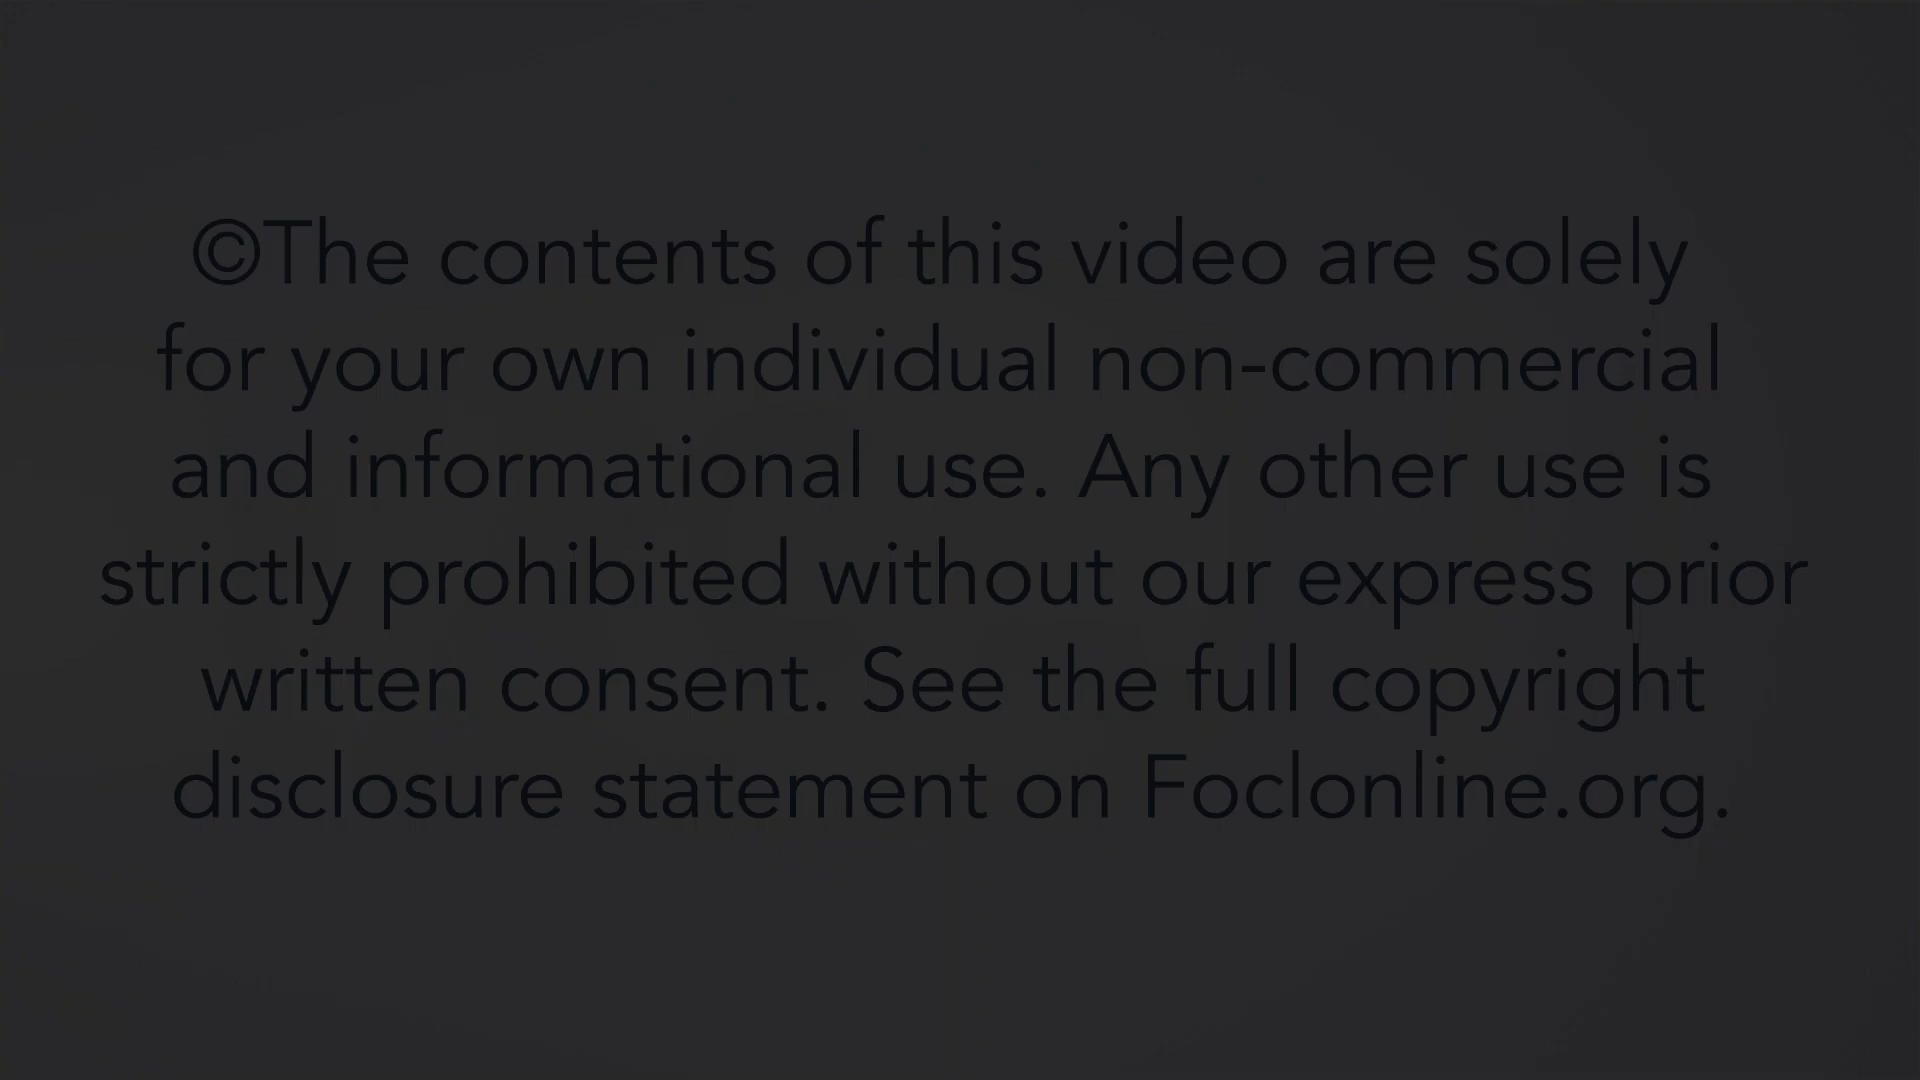 ©The contents of this video are solely
for your own individual non-commercial
and informational use. Any other use is
strictly prohibited without our express prior
written consent. See the full copyright
disclosure statement on Foclonline.org.